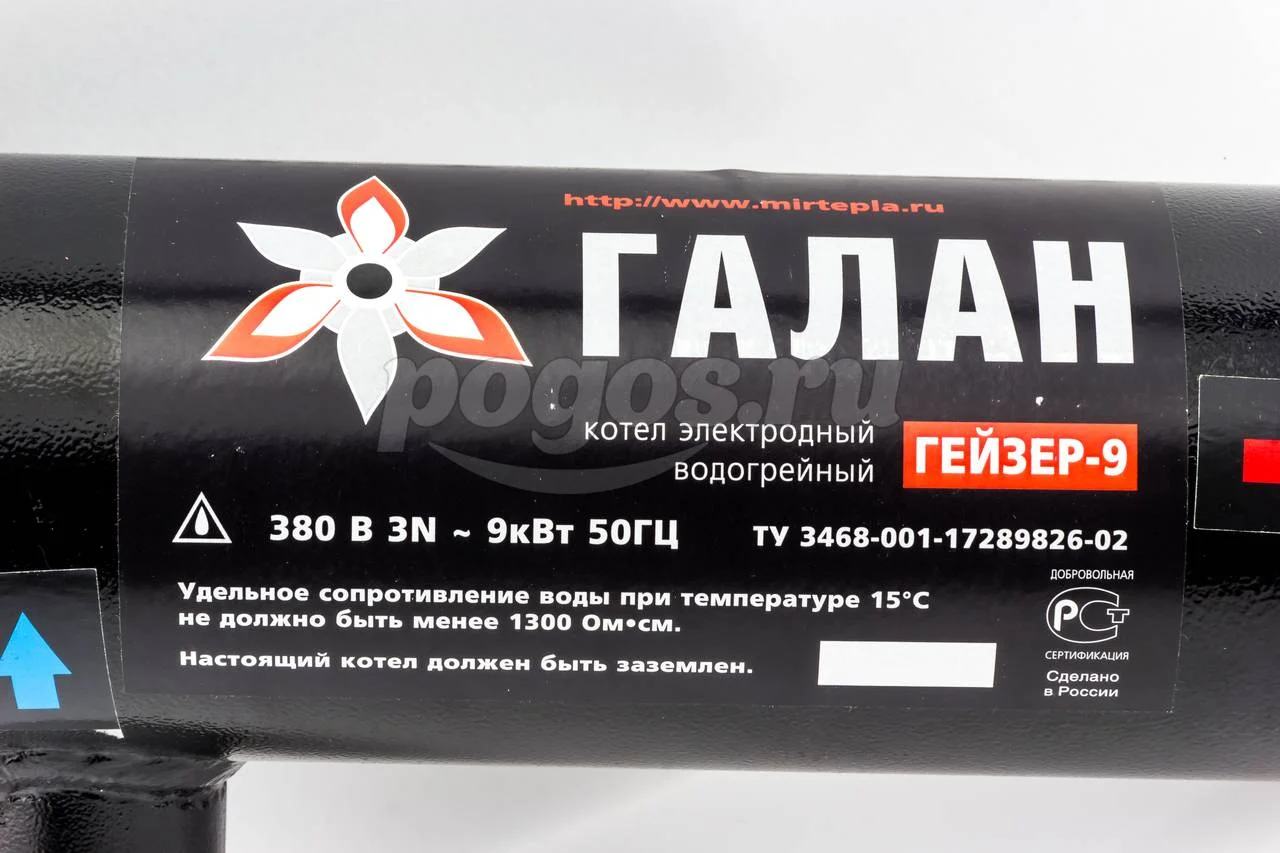 http://www.mirtepla.ru
ГАЛАН
pogos.ru
котел электродный
водогрейный
ГЕЙЗЕР-9
380 В 3N ~ 9кВт 50ГЦ
ТУ 3468-001-17289826-02
Удельное сопротивление воды при температуре 15°С
не должно быть менее 1300 Ом•см.
Настоящий котел должен быть заземлен.
ДОБРОВОЛЬНАЯ
РСТ
СЕРТИФИКАЦИЯ
Сделано
в России